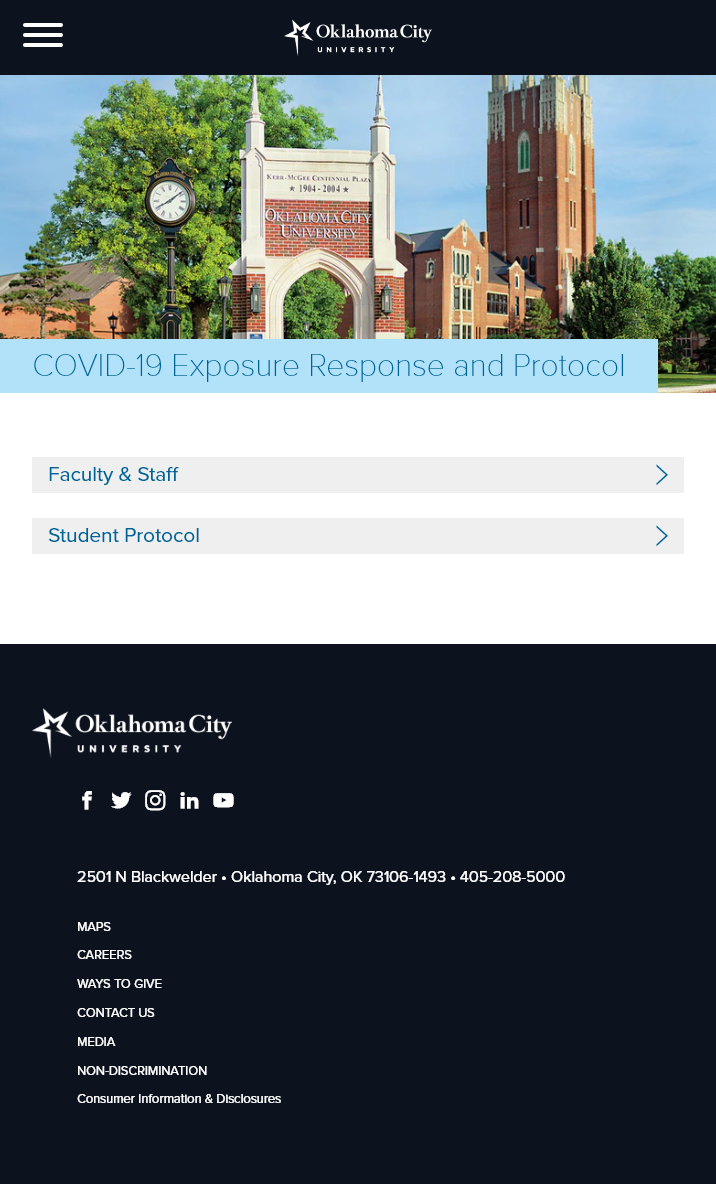 Oklahoma City
UNIVERSITY
KERR-MCGEE CENTENNIAL PLAZA
★ 1904 - 2004 ★
OKLAHOMA CITY
UNIVERSITY
COVID-19 Exposure Response and Protocol
Faculty & Staff
Student Protocol
Oklahoma City
UNIVERSITY
2501 N Blackwelder • Oklahoma City, OK 73106-1493 • 405-208-5000
MAPS
CAREERS
WAYS TO GIVE
CONTACT US
MEDIA
NON-DISCRIMINATION
Consumer Information & Disclosures